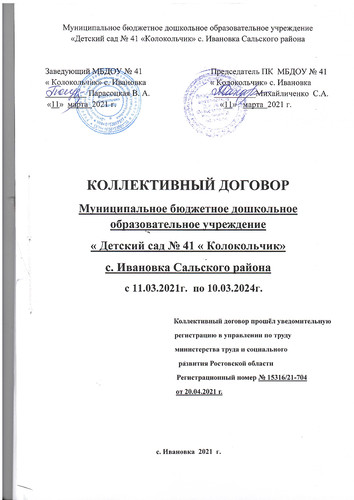 Муниципальное бюджетное дошкольное образовательное учреждение
«Детский сад № 41 «Колокольчик» с. Ивановка Сальского района
Заведующий МБДОУ № 41
« Колокольчик» с. Ивановка
Парасоцкая В. А.
«11» марта 2021 г.
Председатель ПК МБДОУ № 41
« Колокольчик» с. Ивановка
Михайличенко С.А.
«11» марта 2021 г.
КОЛЛЕКТИВНЫЙ ДОГОВОР
Муниципальное бюджетное дошкольное
образовательное учреждение
« Детский сад № 41 « Колокольчик»
с. Ивановка Сальского района
с 11.03.2021г. по 10.03.2024г.
Коллективный договор прошёл уведомительную
регистрацию в управлении по труду
министерства труда и социального
развития Ростовской области
Регистрационный номер № 15316/21-704
от 20.04.2021 г.
с. Ивановка 2021 г.